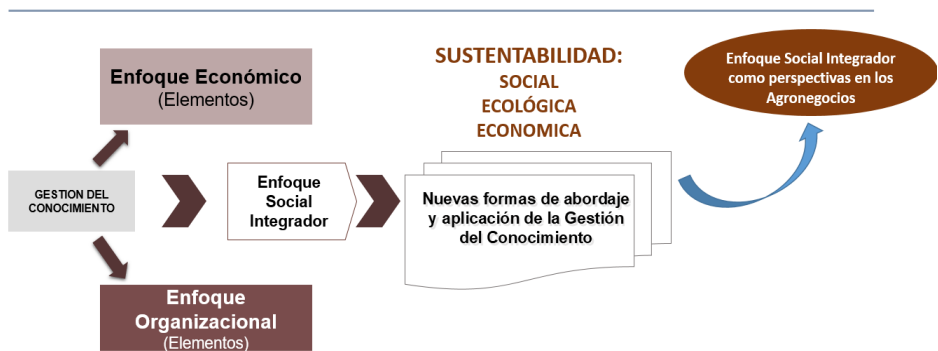 Enfoque Económico
(Elementos)
GESTION DEL
CONOCIMIENTO
Enfoque
Organizacional
(Elementos)
Enfoque
Social
Integrador
SUSTENTABILIDAD:
SOCIAL
ECOLÓGICA
ECONOMICA
Nuevas formas de abordaje
y aplicación de la Gestión
del Conocimiento
Enfoque Social Integrador
como perspectivas en los
Agronegocios